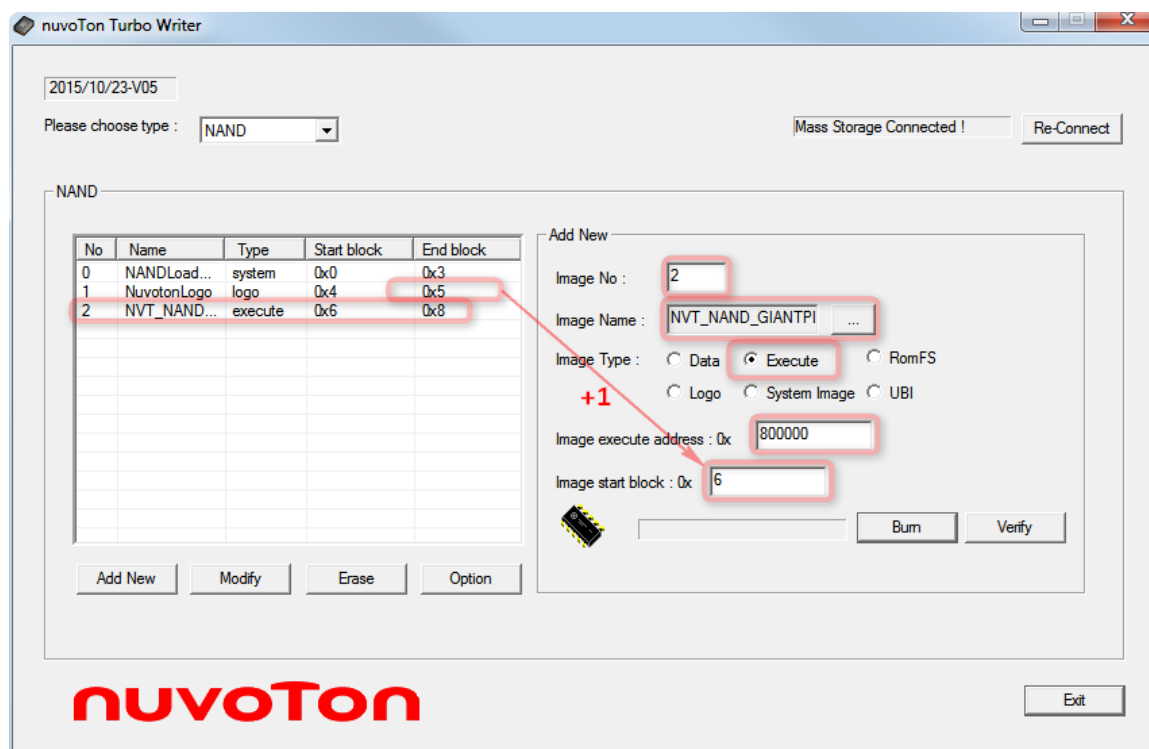 nuvoTon Turbo Writer
2015/10/23-V05
Please choose type :
NAND
Mass Storage Connected !
Re-Connect
NAND
No Name Type Start block End block
0 NANDLoad... system 0x0 0x3
1 NuvotonLogo logo 0x4 0x5
2 NVT_NAND... execute 0x6 0x8
Add New
Modify
Erase
Option
Add New
Image No :
2
Image Name :
NVT_NAND_GIANTPI
...
Image Type :
Data
Execute
RomFS
Logo
System Image
UBI
+1
Image execute address : 0x
800000
Image start block : 0x
6
Burn
Verify
nuvoTon
Exit